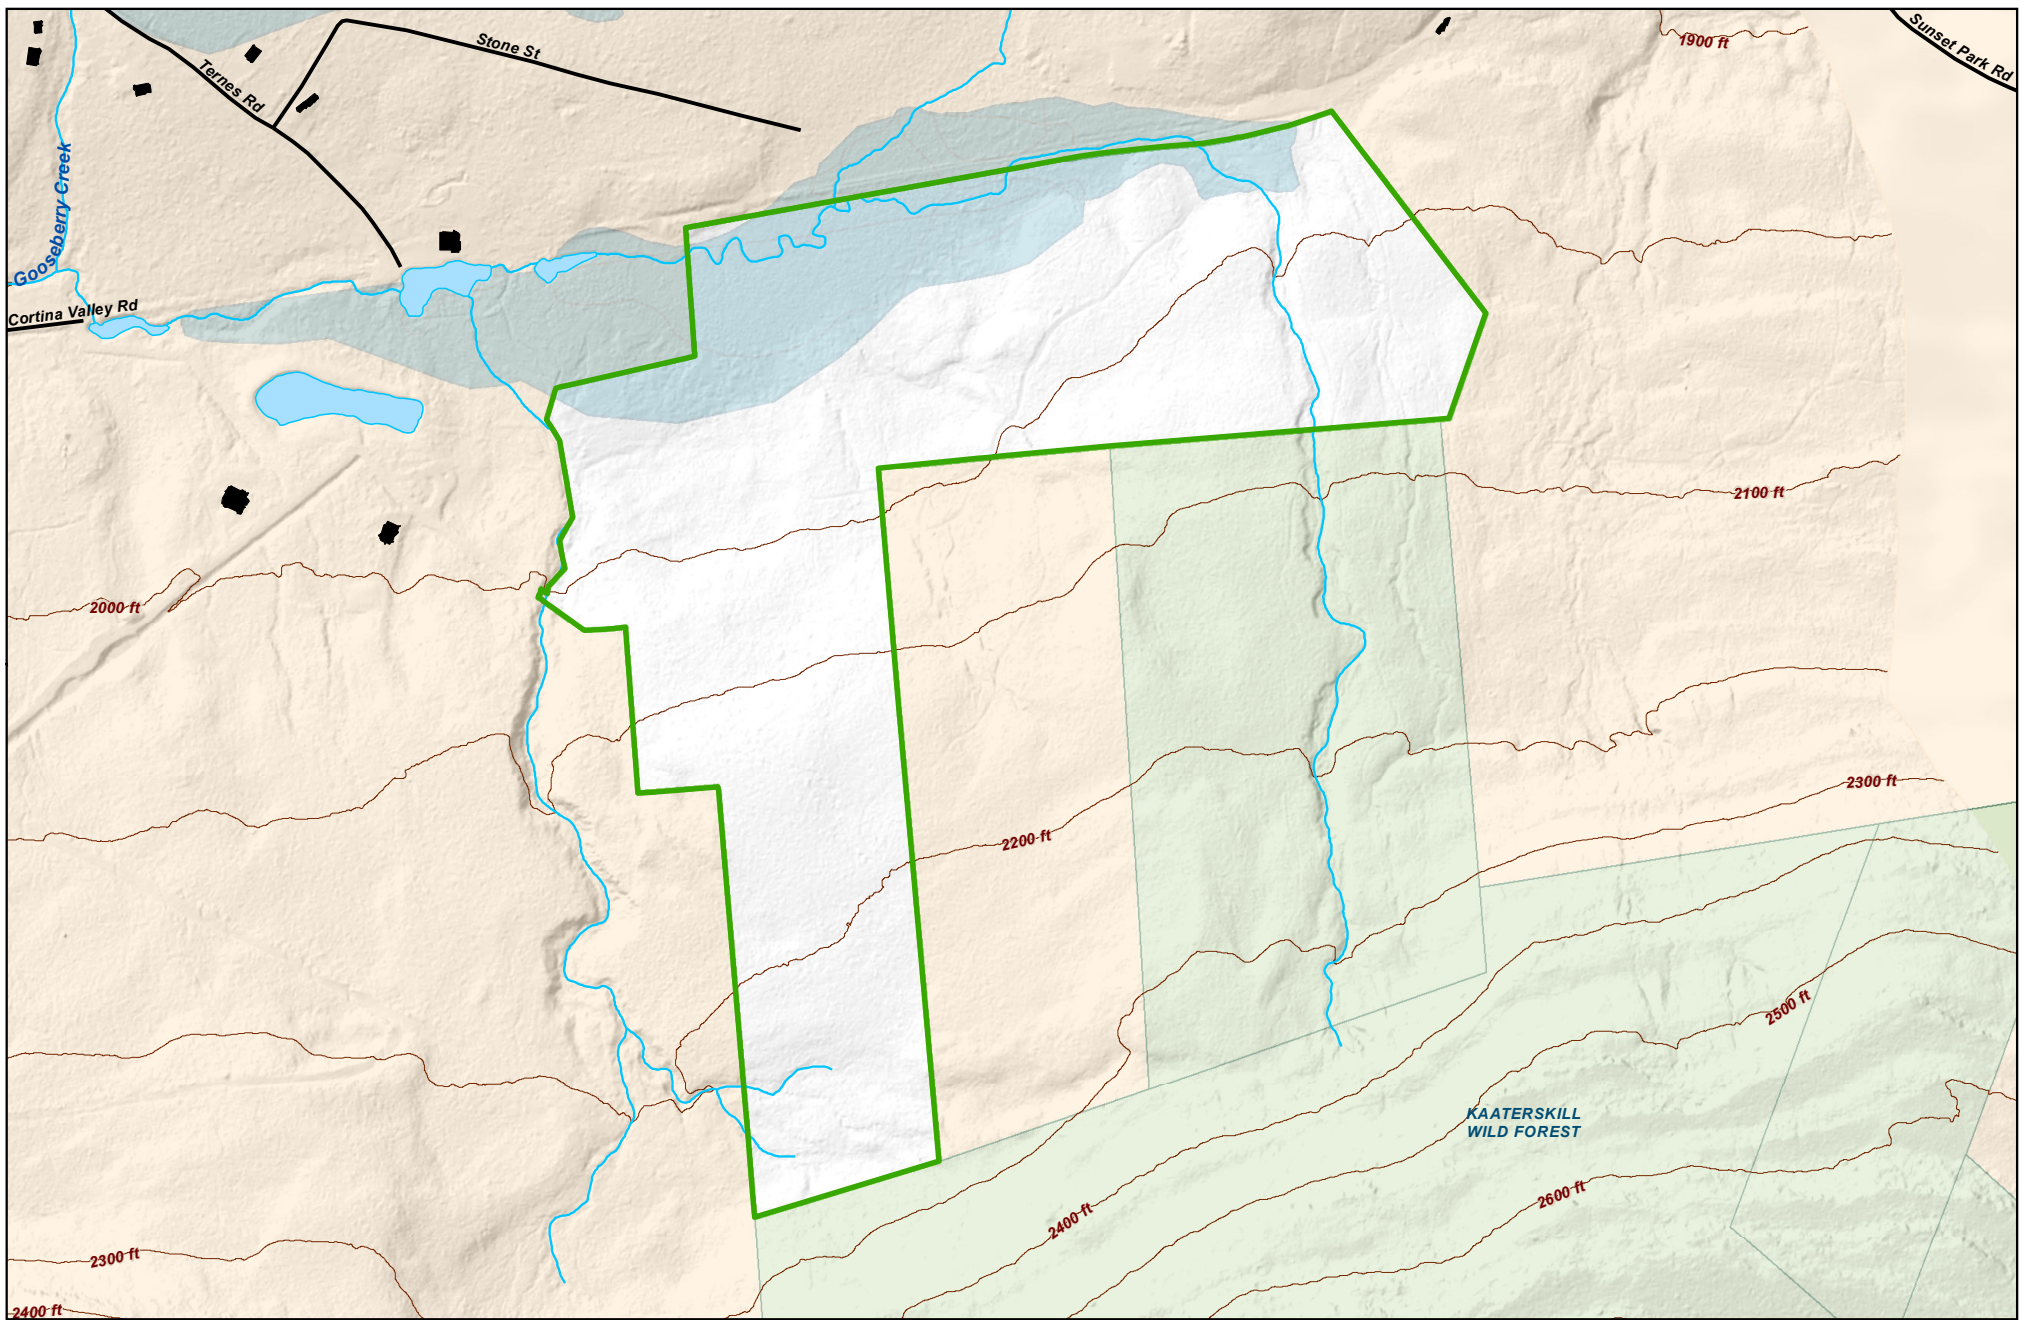 Sunset Park Rd
1900 ft
Stone St
Ternes Rd
Gooseberry Creek
Cortina Valley Rd
2100 ft
2000 ft
2300 ft
2200 ft
2500 ft
KAATERSKILL
WILD FOREST
2600 ft
2400 ft
2300 ft
2400 ft